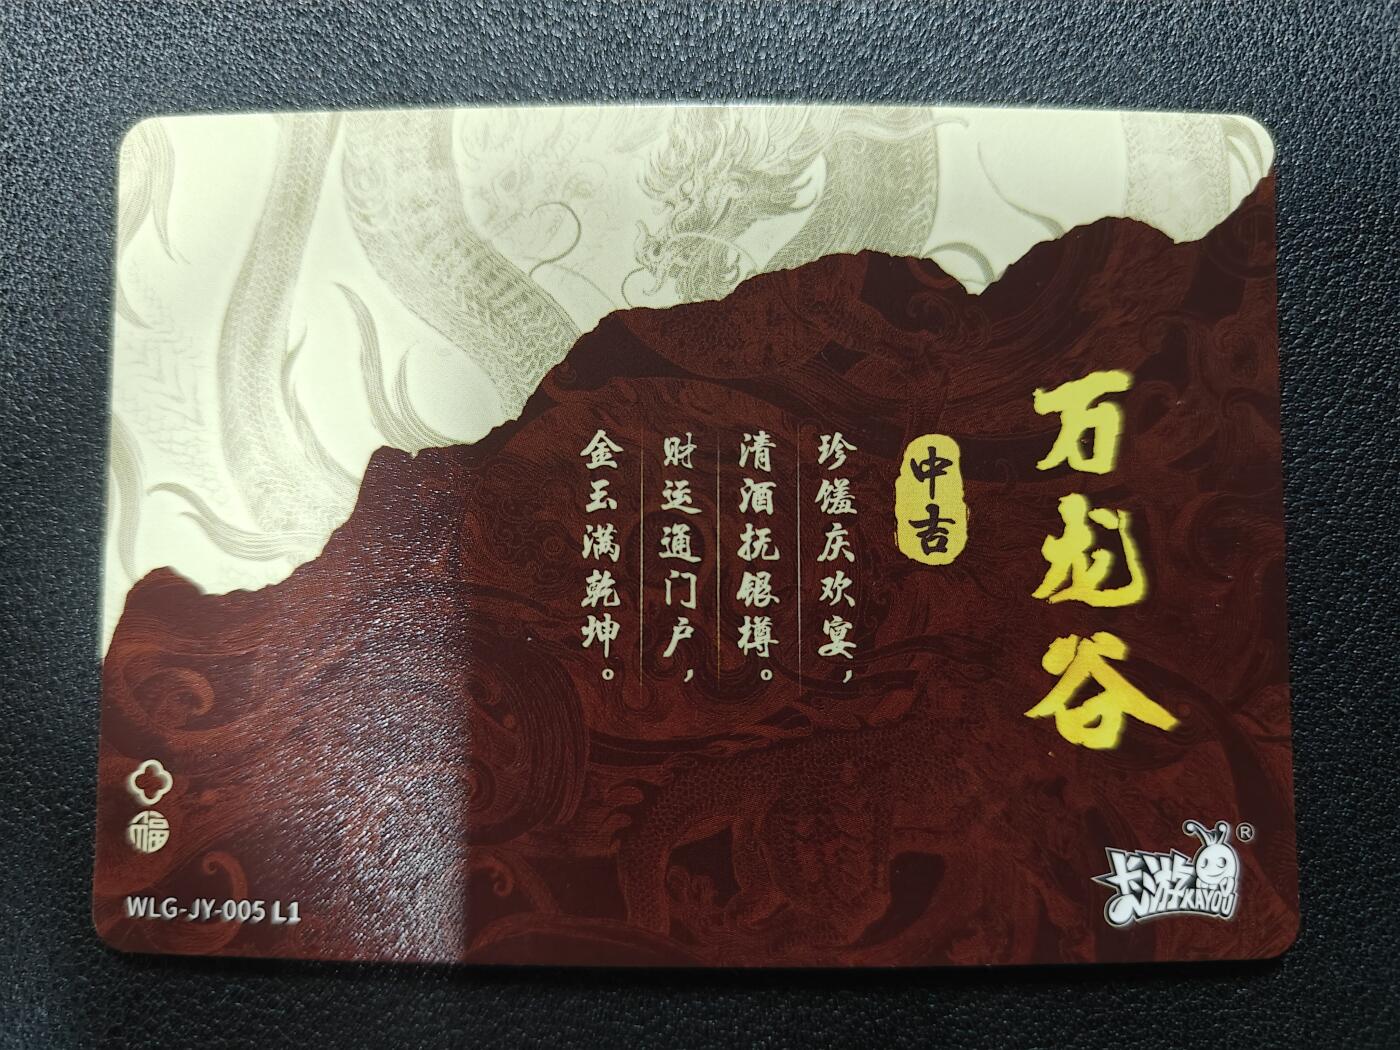 万龙谷
中吉
珍馐庆欢宴，
清酒抚银樽。
财运通门户，
金玉满乾坤。
福
WLG-JY-005 L1
卡游 KAYOU ®